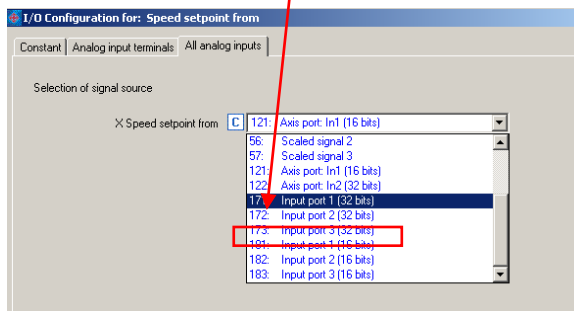 I/O Configuration for: Speed setpoint from
Constant Analog input terminals All analog inputs
Selection of signal source
X Speed setpoint from C 121: Axis port: In1 (16 bits)
56: Scaled signal 2
57: Scaled signal 3
121: Axis port: In1 (16 bits)
122: Axis port: In2 (32 bits)
171: Input port 1 (32 bits)
172: Input port 2 (32 bits)
173: Input port 3 (32 bits)
181: Input port 1 (16 bits)
182: Input port 2 (16 bits)
183: Input port 3 (16 bits)